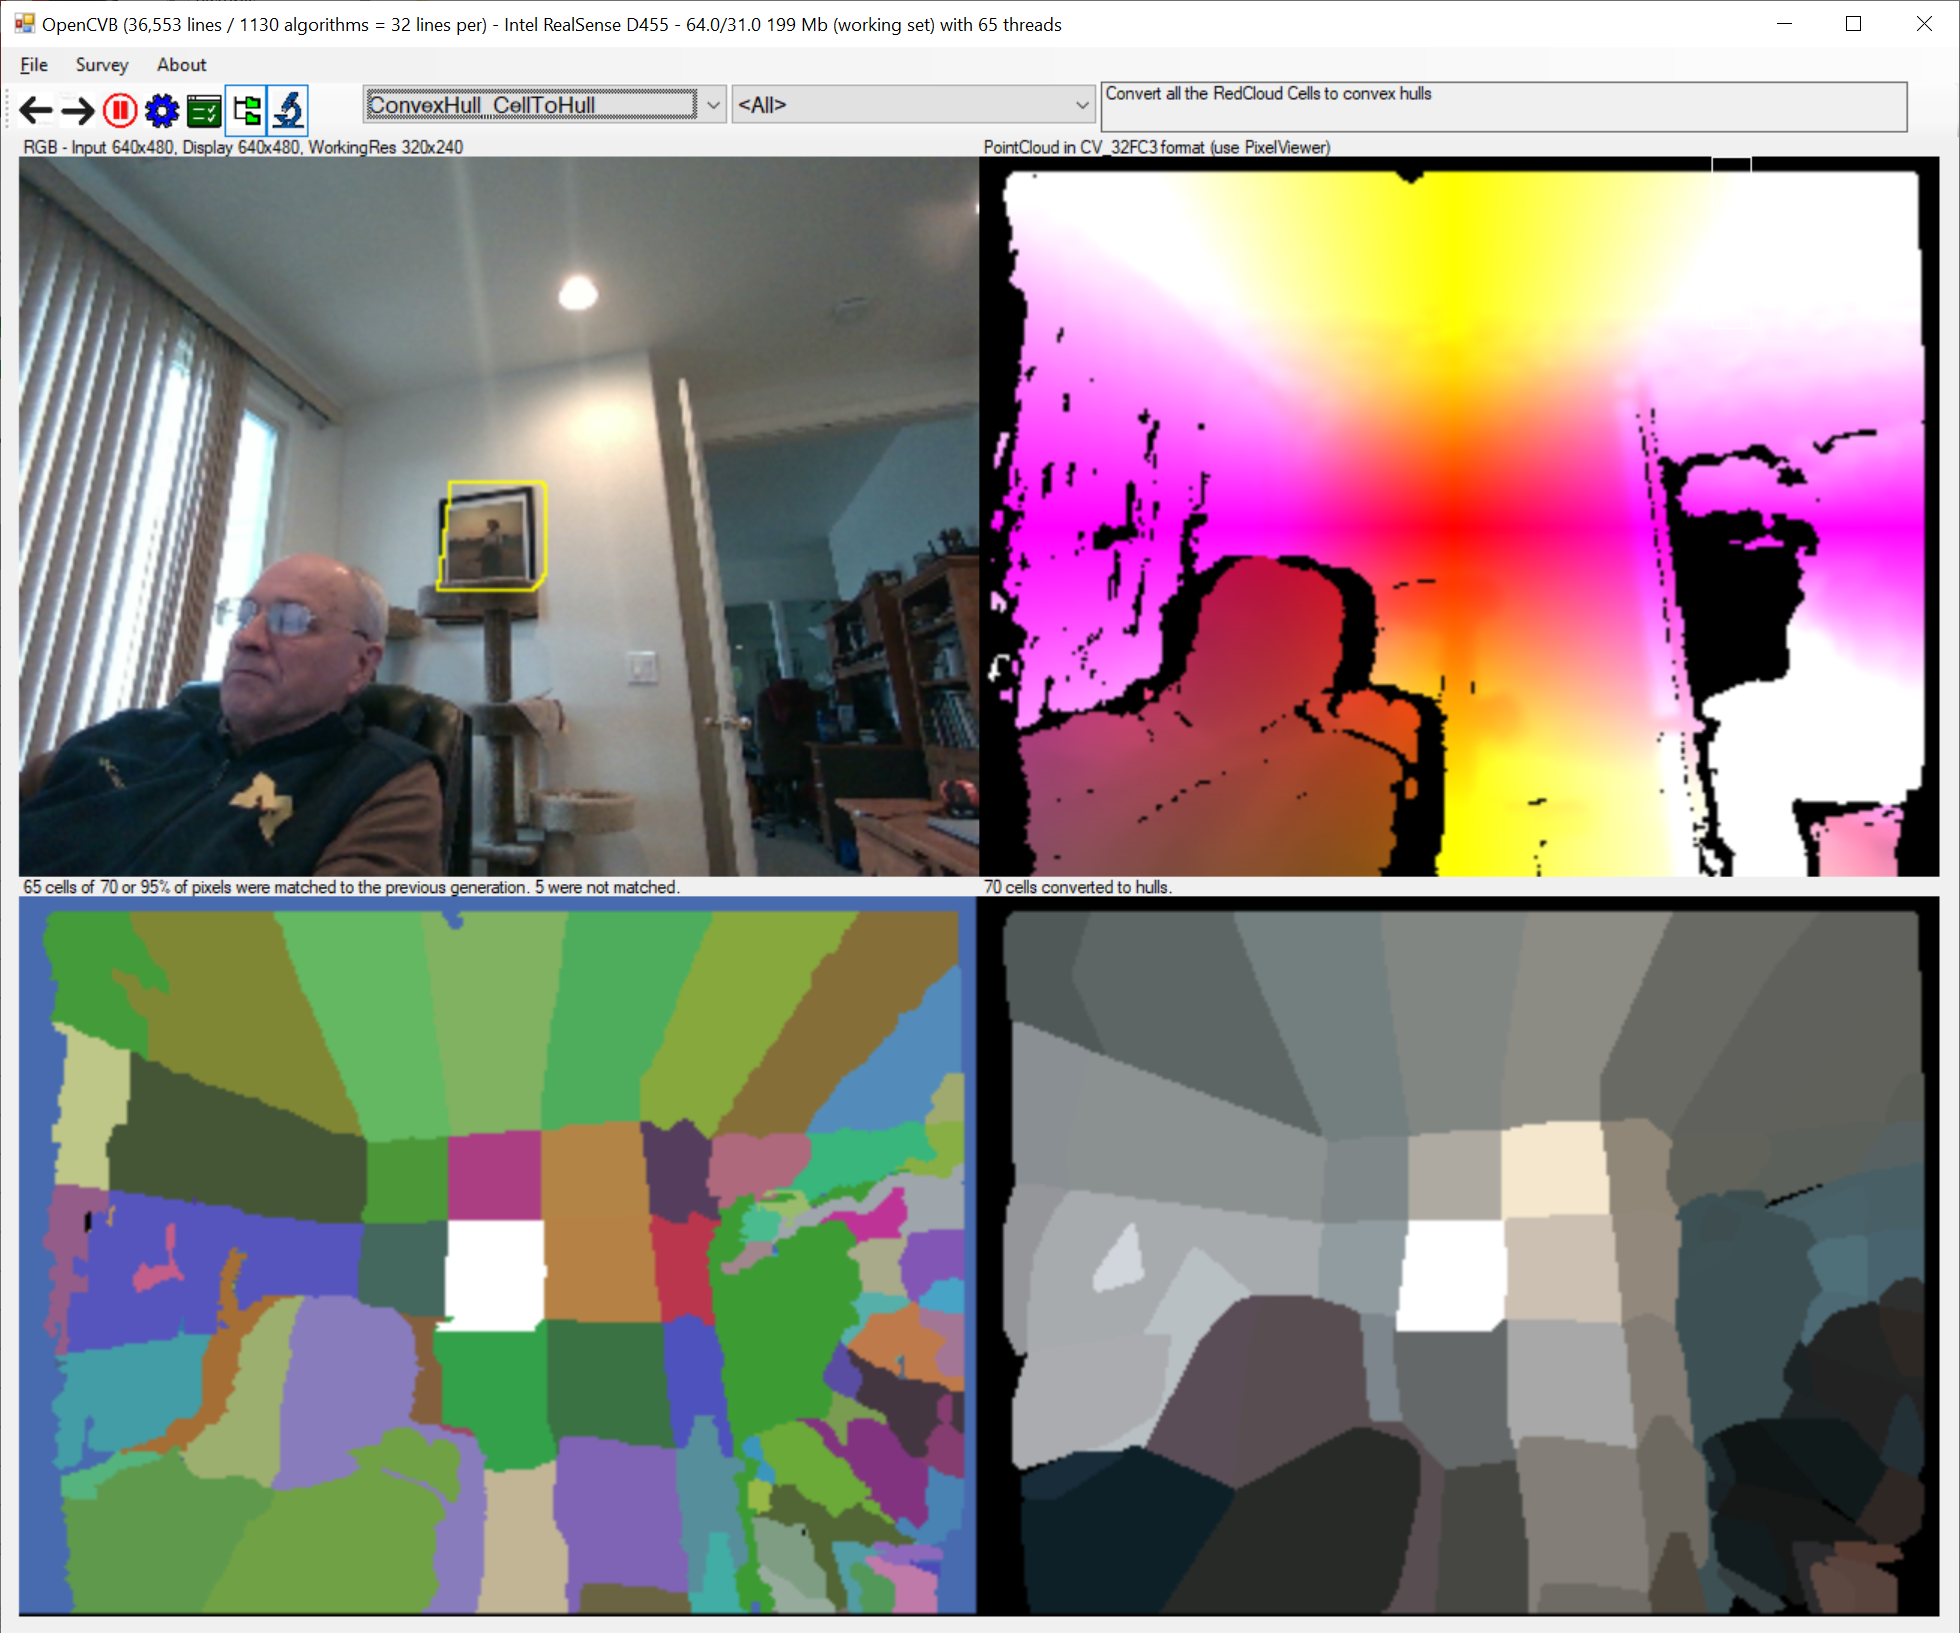 OpenCVB (36,553 lines / 1130 algorithms = 32 lines per) - Intel RealSense D455 - 64.0/31.0 199 Mb (working set) with 65 threads
File Survey About
ConvexHull_CellToHull <All> Convert all the RedCloud Cells to convex hulls
RGB - Input 640x480, Display 640x480, WorkingRes 320x240
PointCloud in CV_32FC3 format (use PixelViewer)
65 cells of 70 or 95% of pixels were matched to the previous generation. 5 were not matched.
70 cells converted to hulls.